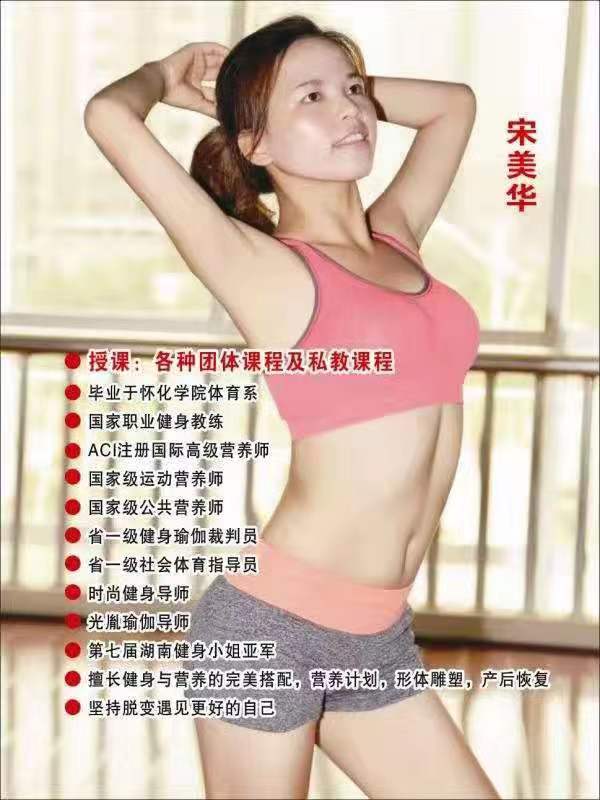 宋美华
授课：各种团体课程及私教课程
毕业于怀化学院体育系
国家职业健身教练
ACI注册国际高级营养师
国家级运动营养师
国家级公共营养师
省一级健身瑜伽裁判员
省一级社会体育指导员
时尚健身导师
光胤瑜伽导师
第七届湖南健身小姐亚军
擅长健身与营养的完美搭配，营养计划，形体雕塑，产后恢复
坚持脱变遇见更好的自己